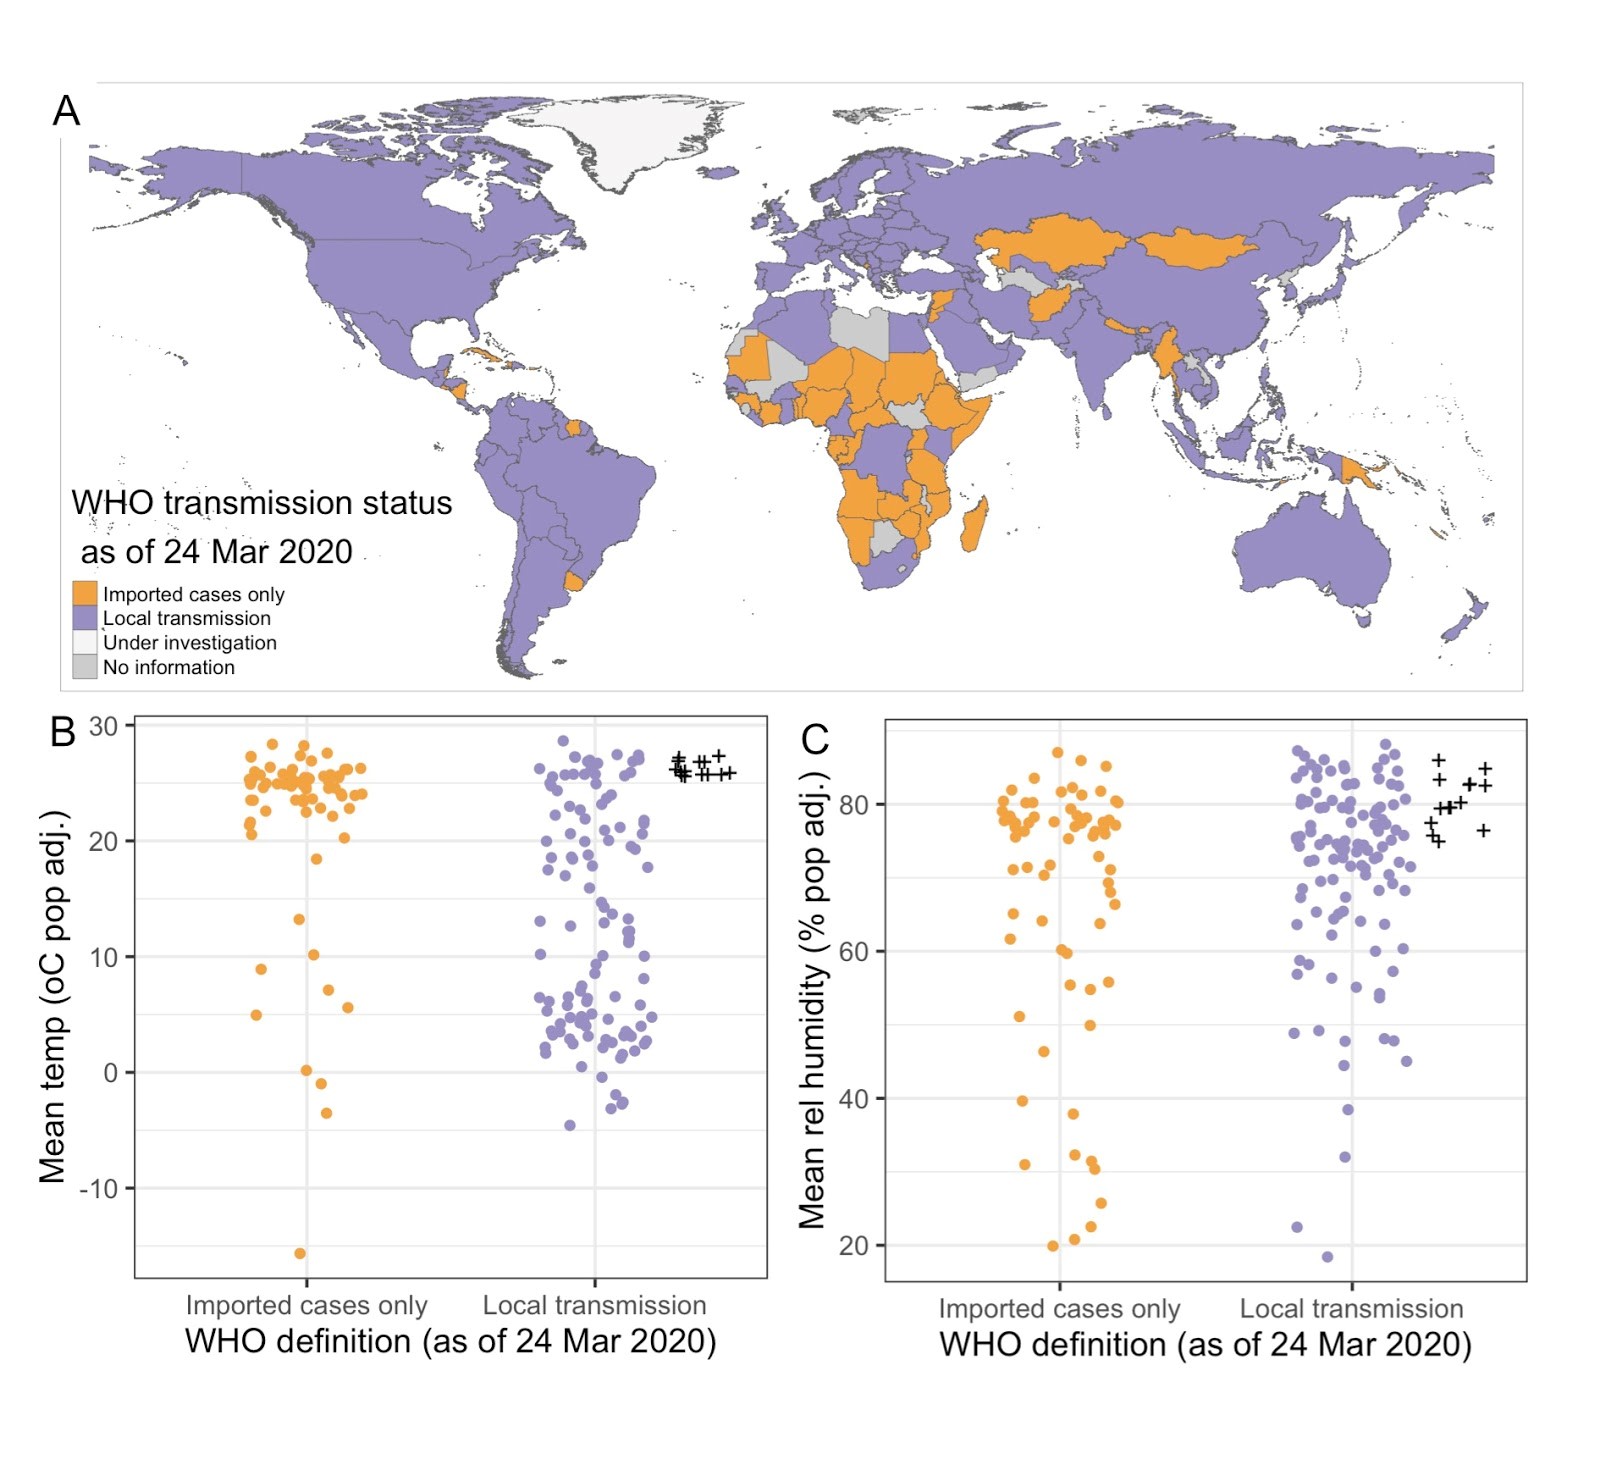 A
WHO transmission status
as of 24 Mar 2020
Imported cases only
Local transmission
Under investigation
No information
B
30
20
10
0
-10
Mean temp (oC pop adj.)
Imported cases only
Local transmission
WHO definition (as of 24 Mar 2020)
C
80
60
40
20
Mean rel humidity (% pop adj.)
Imported cases only
Local transmission
WHO definition (as of 24 Mar 2020)